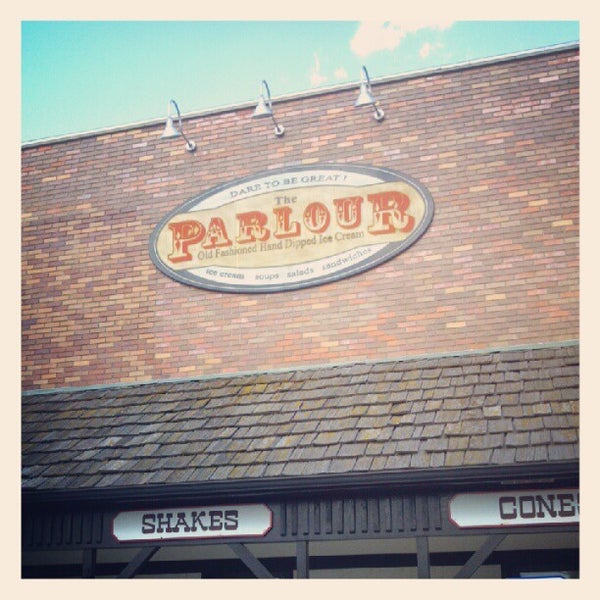 DARE TO BE GREAT!
The
PARLOUR
Old Fashioned Hand Dipped Ice Cream
ice cream soups salads sandwiches
SHAKES
CONES